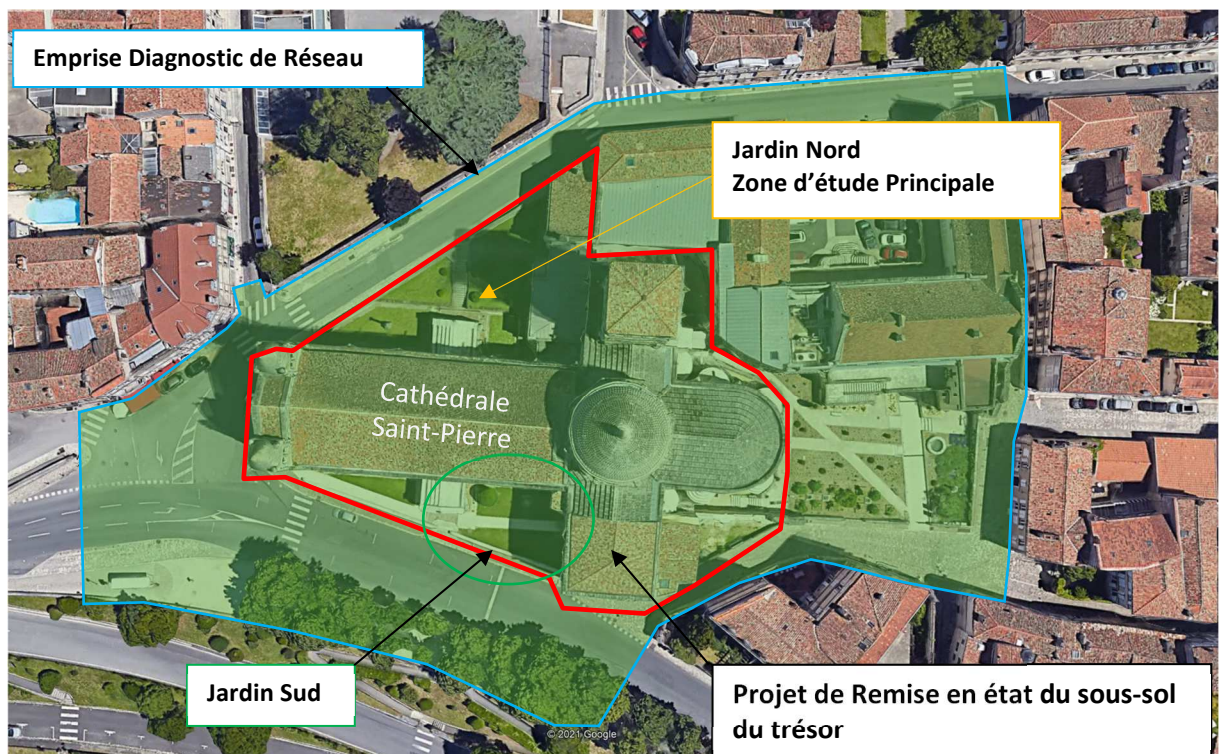 Emprise Diagnostic de Réseau
Jardin Nord
Zone d’étude Principale
Cathédrale
Saint-Pierre
Jardin Sud
Projet de Remise en état du sous-sol
du trésor
© 2021 Google